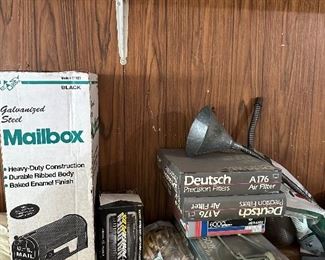 BLACK
Galvanized
Steel
Mailbox
• Heavy-Duty Construction
• Durable Ribbed Body
• Baked Enamel Finish
U.S. MAIL
Deutsch A176
Precision Filters Air Filter
A176 Deutsch
Air Filter Precision Filters